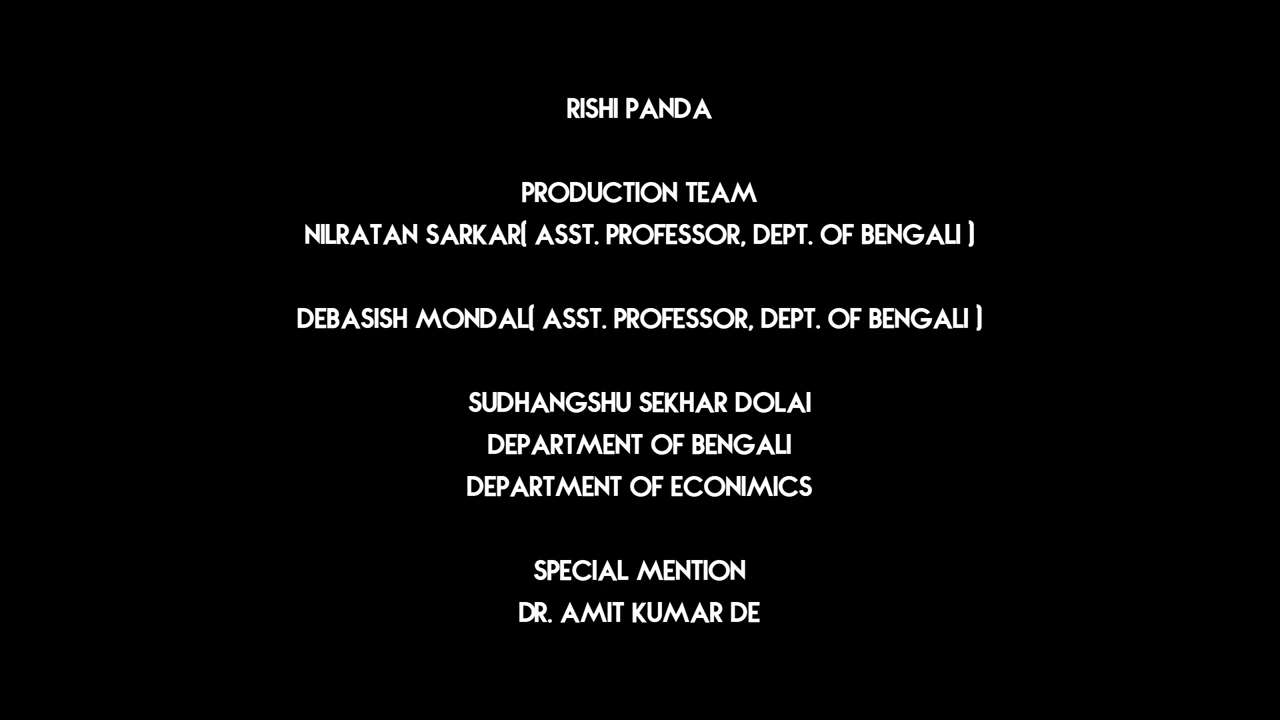 RISHI PANDA
PRODUCTION TEAM
NILRATAN SARKAR( ASST. PROFESSOR, DEPT. OF BENGALI )
DEBASISH MONDAL( ASST. PROFESSOR, DEPT. OF BENGALI )
SUDHANGSHU SEKHAR DOLAI
DEPARTMENT OF BENGALI
DEPARTMENT OF ECONIMICS
SPECIAL MENTION
DR. AMIT KUMAR DE